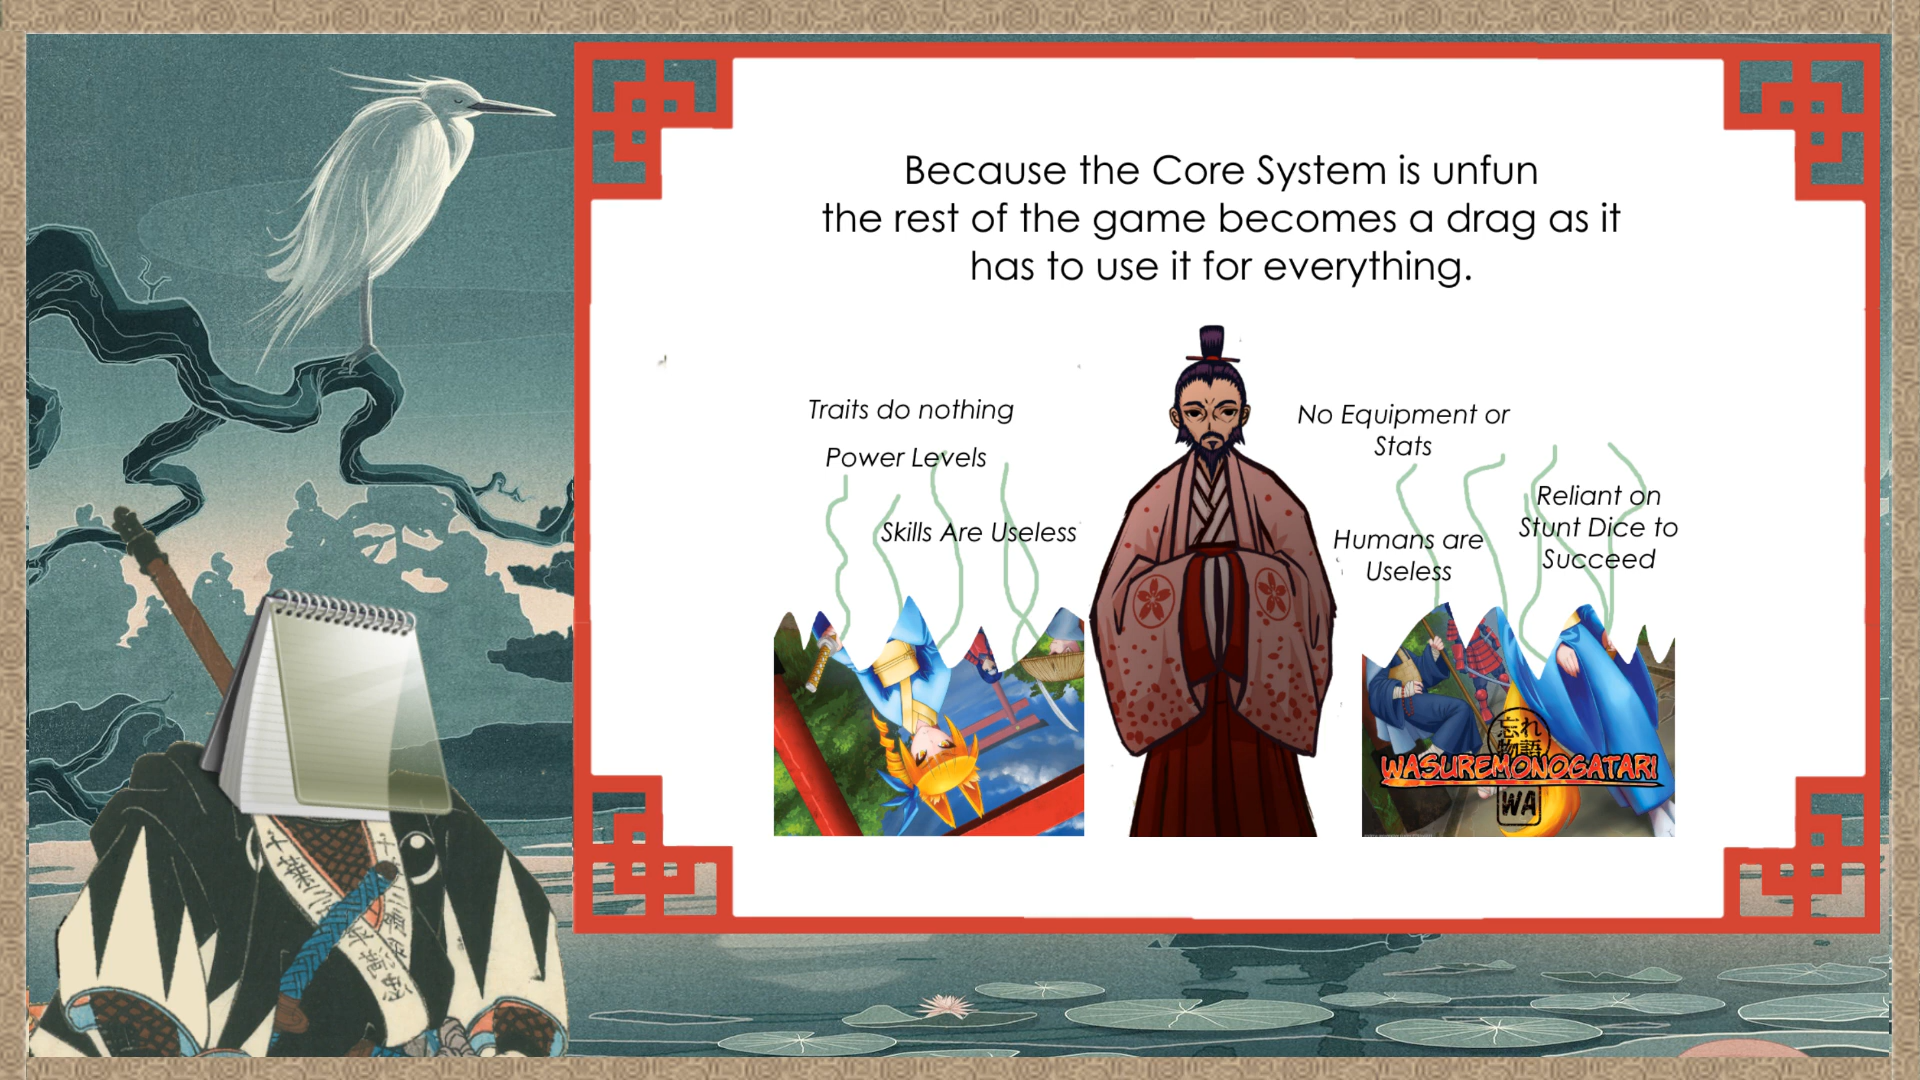 Because the Core System is unfun
the rest of the game becomes a drag as it
has to use it for everything.
Traits do nothing
Power Levels
Skills Are Useless
No Equipment or
Stats
Reliant on
Stunt Dice to
Succeed
Humans are
Useless
忘れ
物語
WASUREMONOGATARI
WA